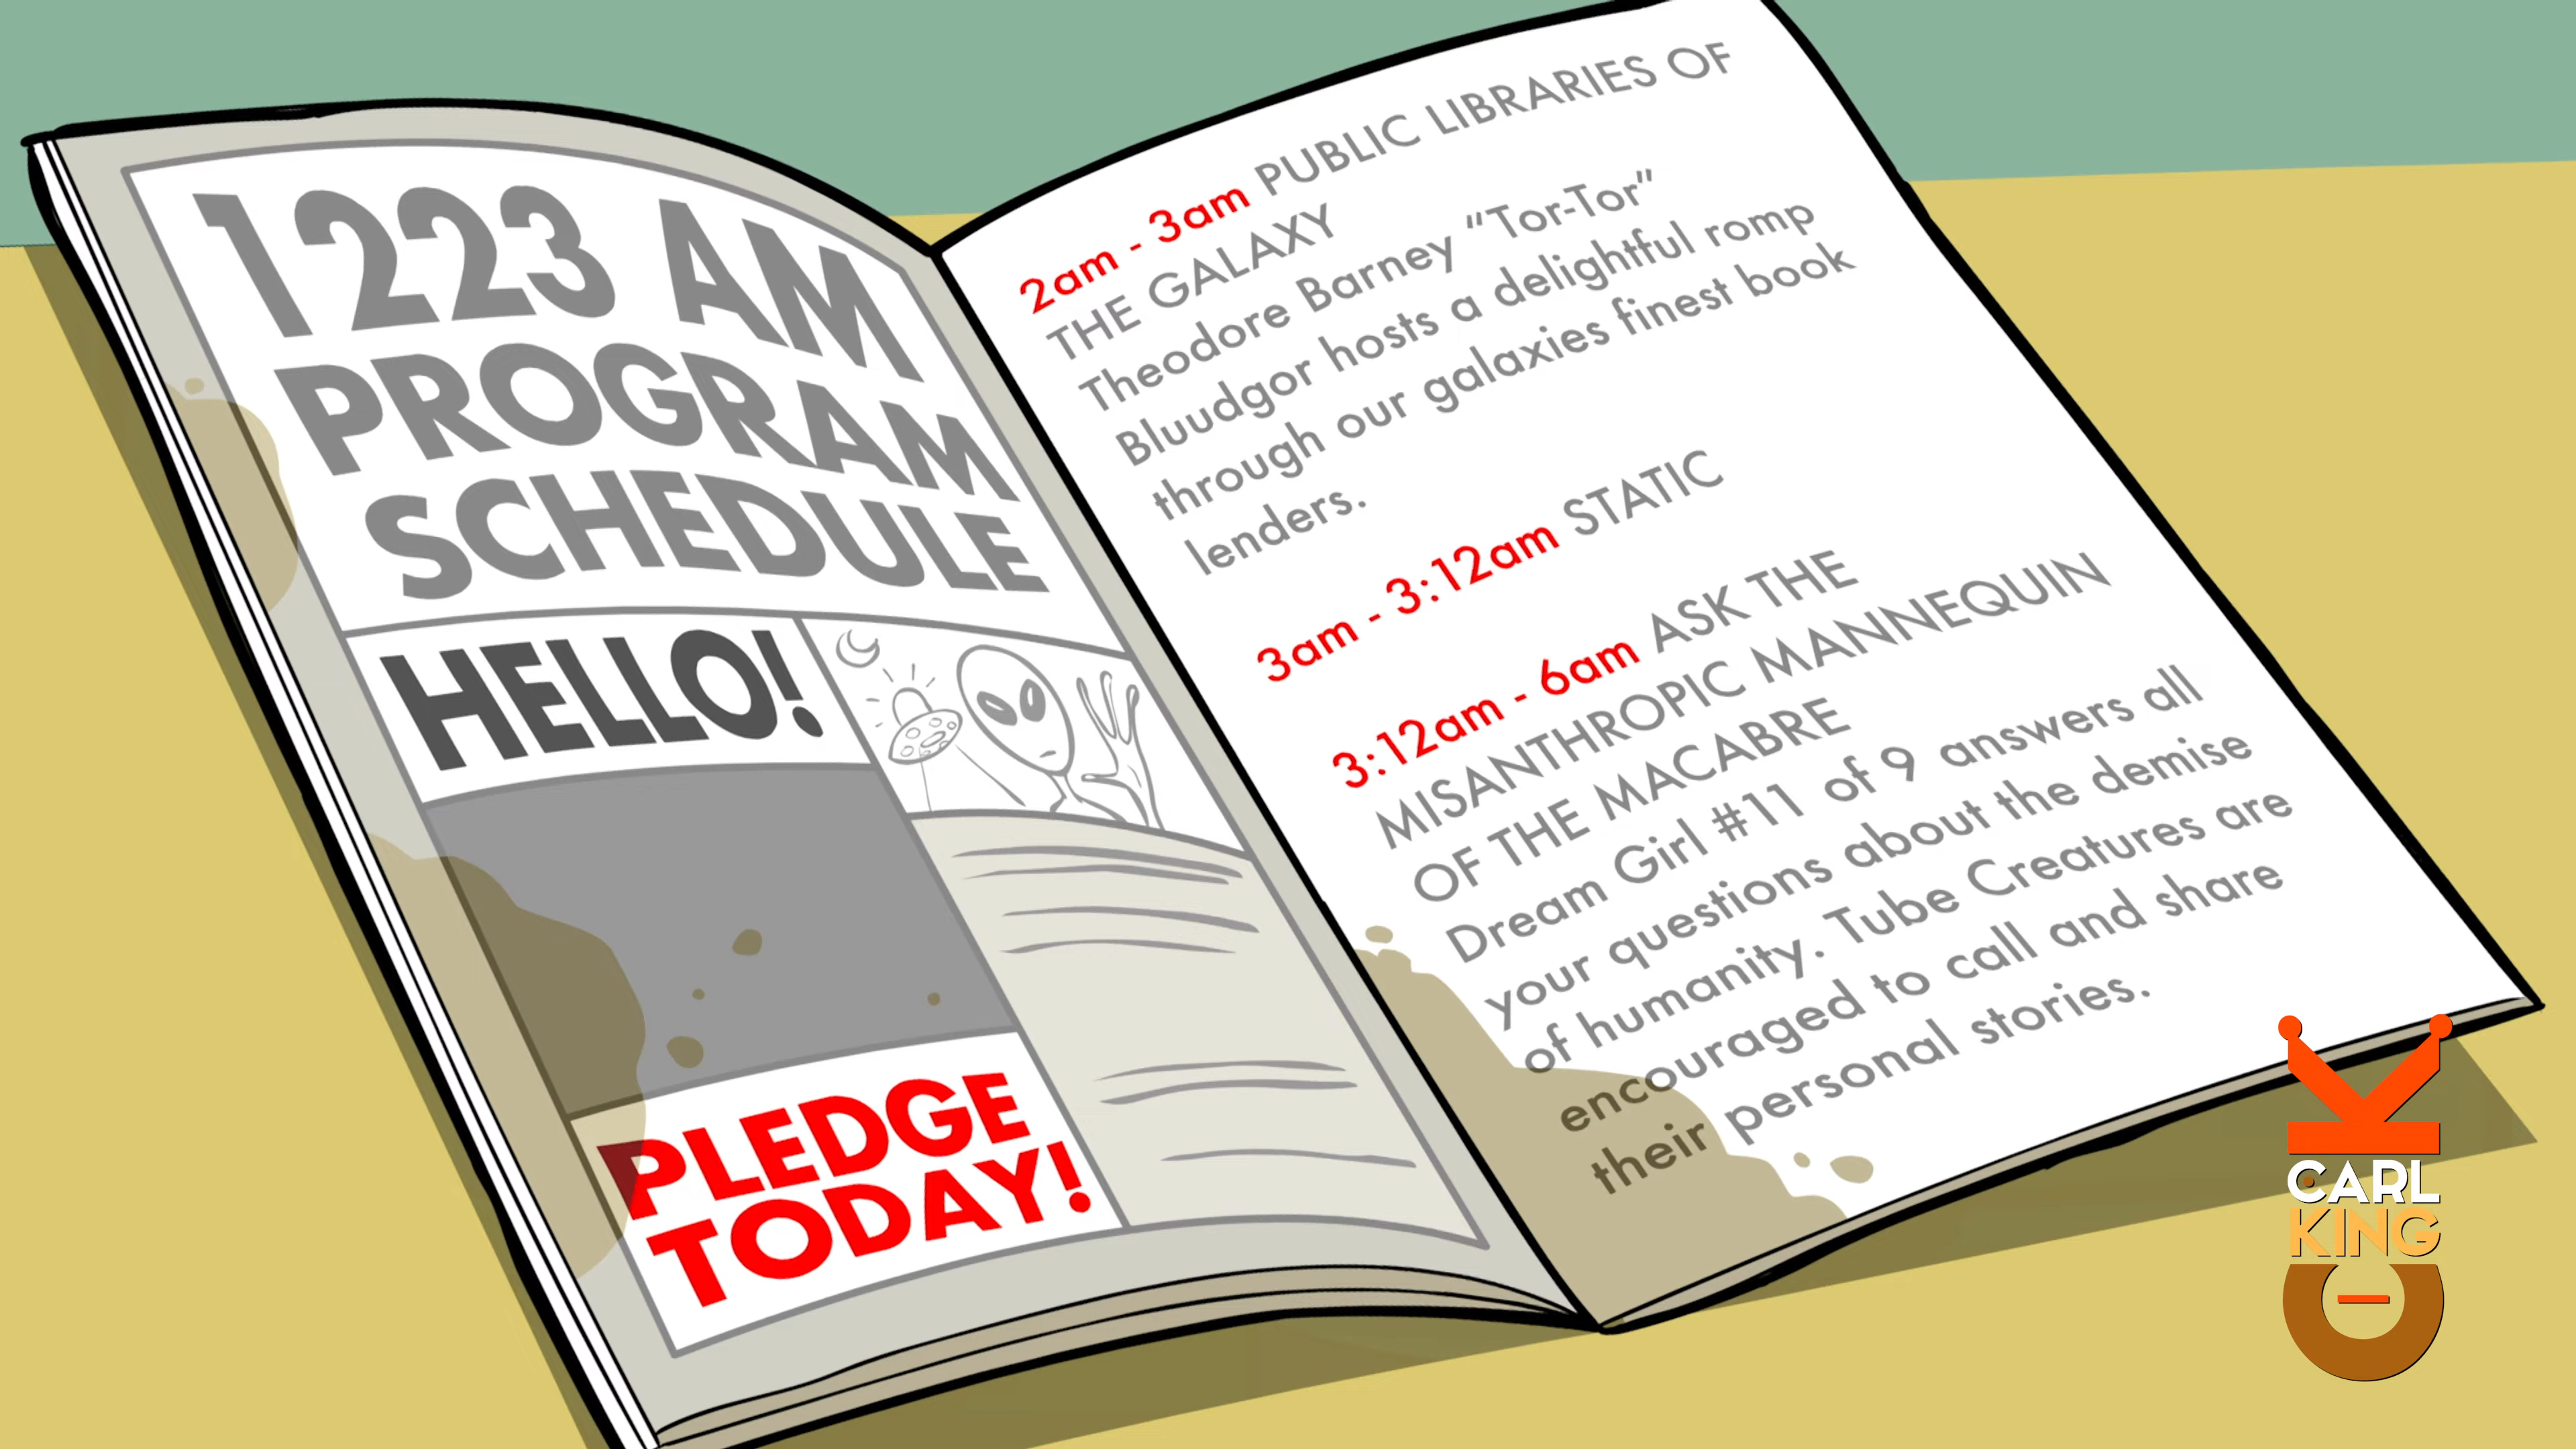 1223 AM
PROGRAM
SCHEDULE
HELLO!
PLEDGE
TODAY!
2am - 3am PUBLIC LIBRARIES OF
THE GALAXY
Theodore Barney “Tor-Tor”
Bluudgor hosts a delightful romp
through our galaxies finest book
lenders.
3am - 3:12am STATIC
3:12am - 6am ASK THE
MISANTHROPIC MANNEQUIN
OF THE MACABRE
Dream Girl #11 of 9 answers all
your questions about the demise
of humanity. Tube Creatures are
encouraged to call and share
their personal stories.
CARL
KING